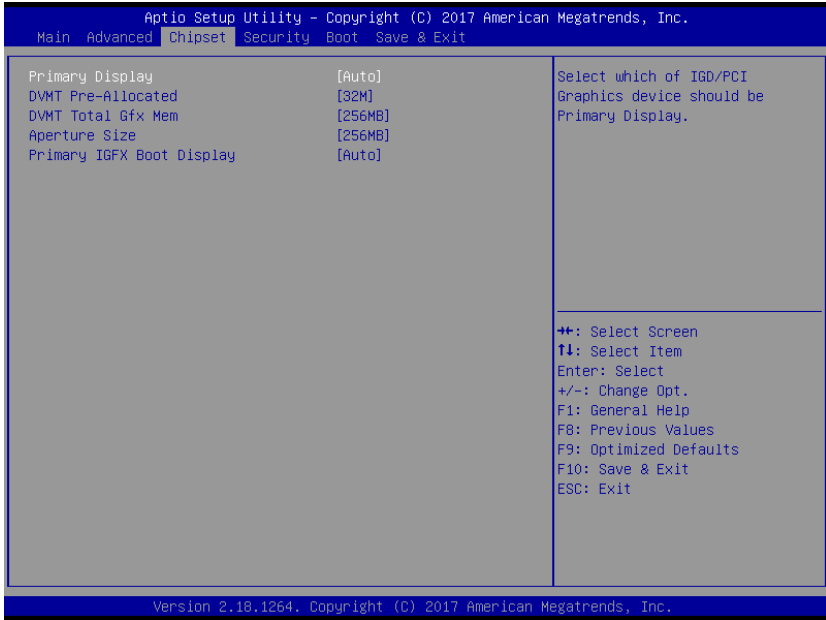 Aptio Setup Utility – Copyright (C) 2017 American Megatrends, Inc.
Main Advanced Chipset Security Boot Save & Exit
Primary Display [Auto]
DVMT Pre-Allocated [32M]
DVMT Total Gfx Mem [256MB]
Aperture Size [256MB]
Primary IGFX Boot Display [Auto]
Select which of IGD/PCI
Graphics device should be
Primary Display.
→←: Select Screen
↑↓: Select Item
Enter: Select
+/-: Change Opt.
F1: General Help
F8: Previous Values
F9: Optimized Defaults
F10: Save & Exit
ESC: Exit
Version 2.18.1264. Copyright (C) 2017 American Megatrends, Inc.